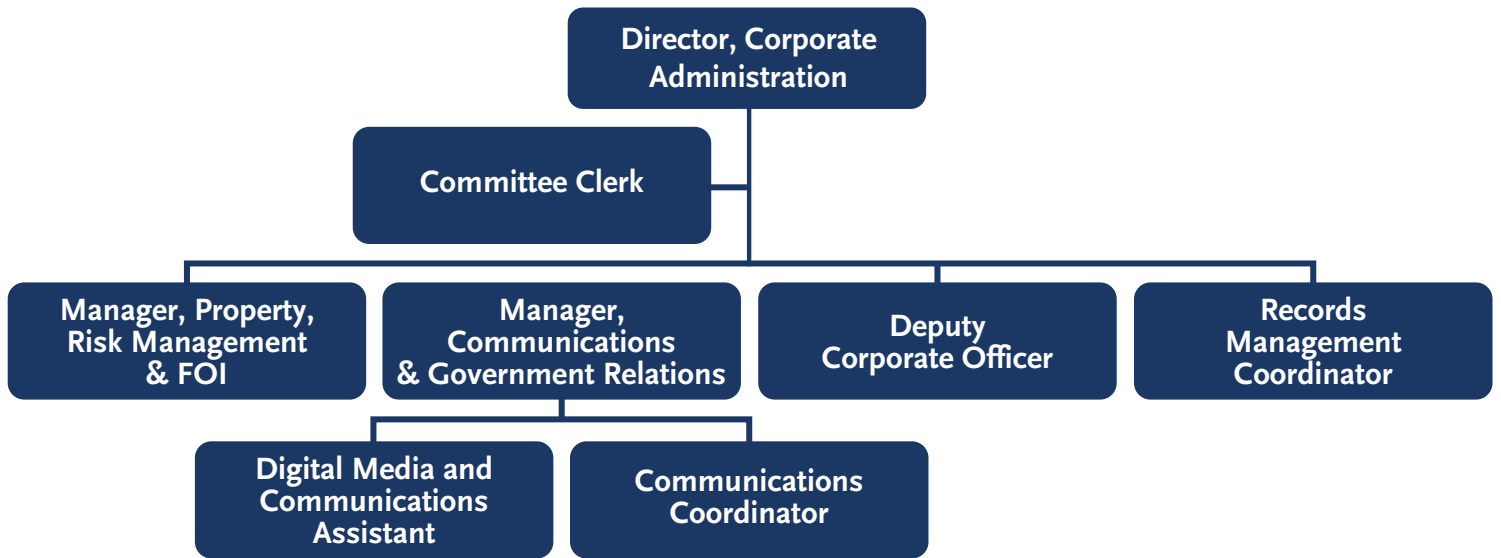 Director, Corporate
Administration
Committee Clerk
Manager, Property,
Risk Management
& FOI
Manager,
Communications
& Government Relations
Deputy
Corporate Officer
Records
Management
Coordinator
Digital Media and
Communications
Assistant
Communications
Coordinator